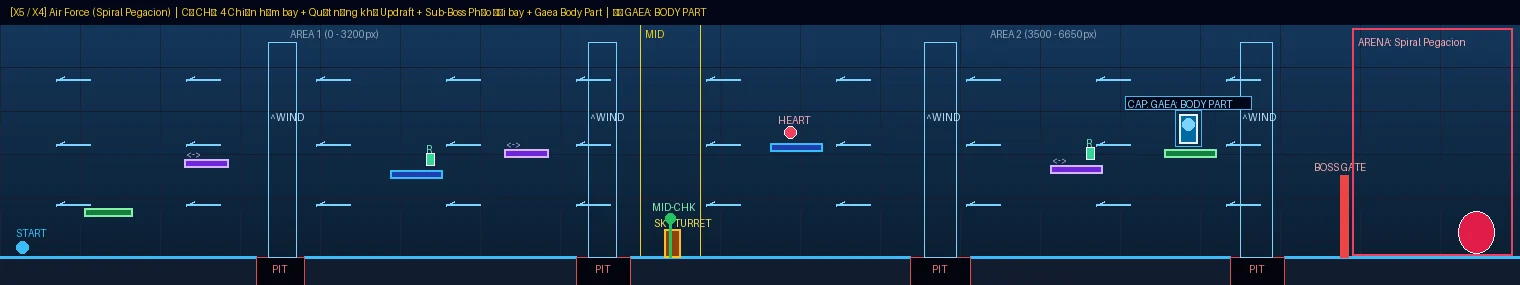 [X5 / X4] Air Force (Spiral Pegacion) | C□ CH□: 4 Chi□n h□m bay + Qu□t n□ng kh□ Updraft + Sub-Boss Ph□o □□i bay + Gaea Body Part | □□ GAEA: BODY PART
AREA 1 (0 - 3200px)
MID
AREA 2 (3500 - 6650px)
ARENA: Spiral Pegacion
CAP: GAEA: BODY PART
^WIND
^WIND
^WIND
^WIND
HEART
<->
R
<->
<->
R
BOSS GATE
MID-CHK
SKY TURRET
START
PIT
PIT
PIT
PIT